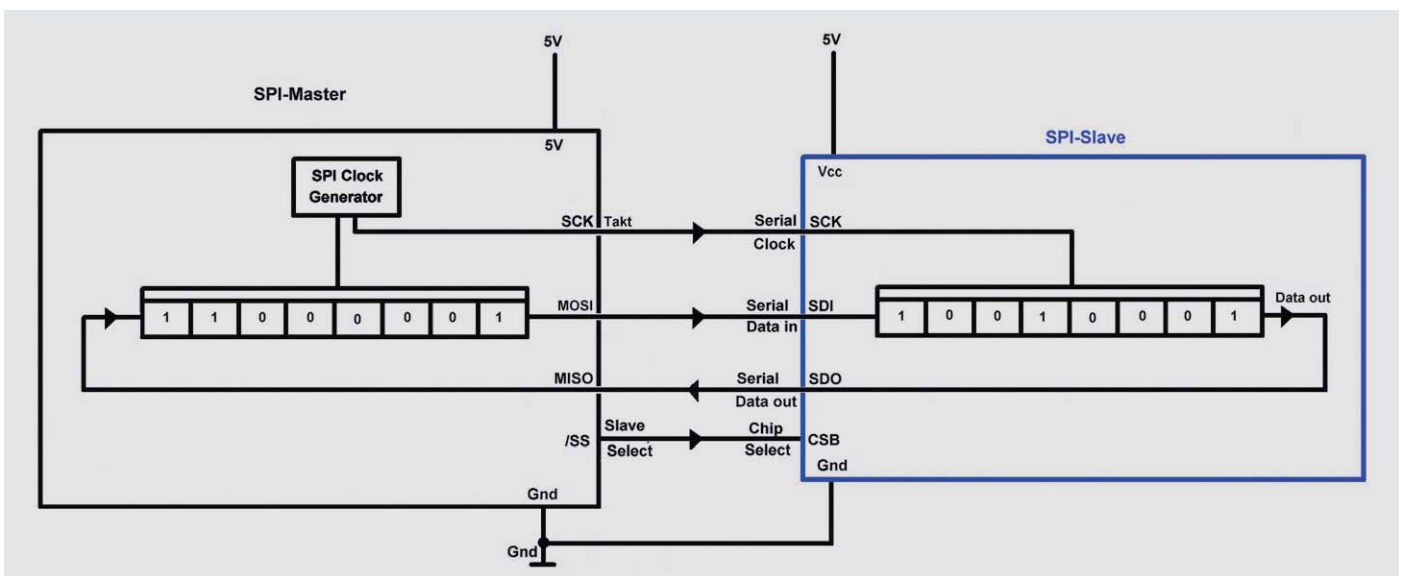 5V
5V
SPI-Master
SPI-Slave
5V
Vcc
SPI Clock
Generator
SCK Takt Serial SCK
Clock
MOSI Serial SDI
Data in
1 1 0 0 0 0 0 1
1 0 0 1 0 0 0 1
Data out
MISO Serial SDO
Data out
/SS Slave Select
Chip Select CSB
Gnd
Gnd
Gnd